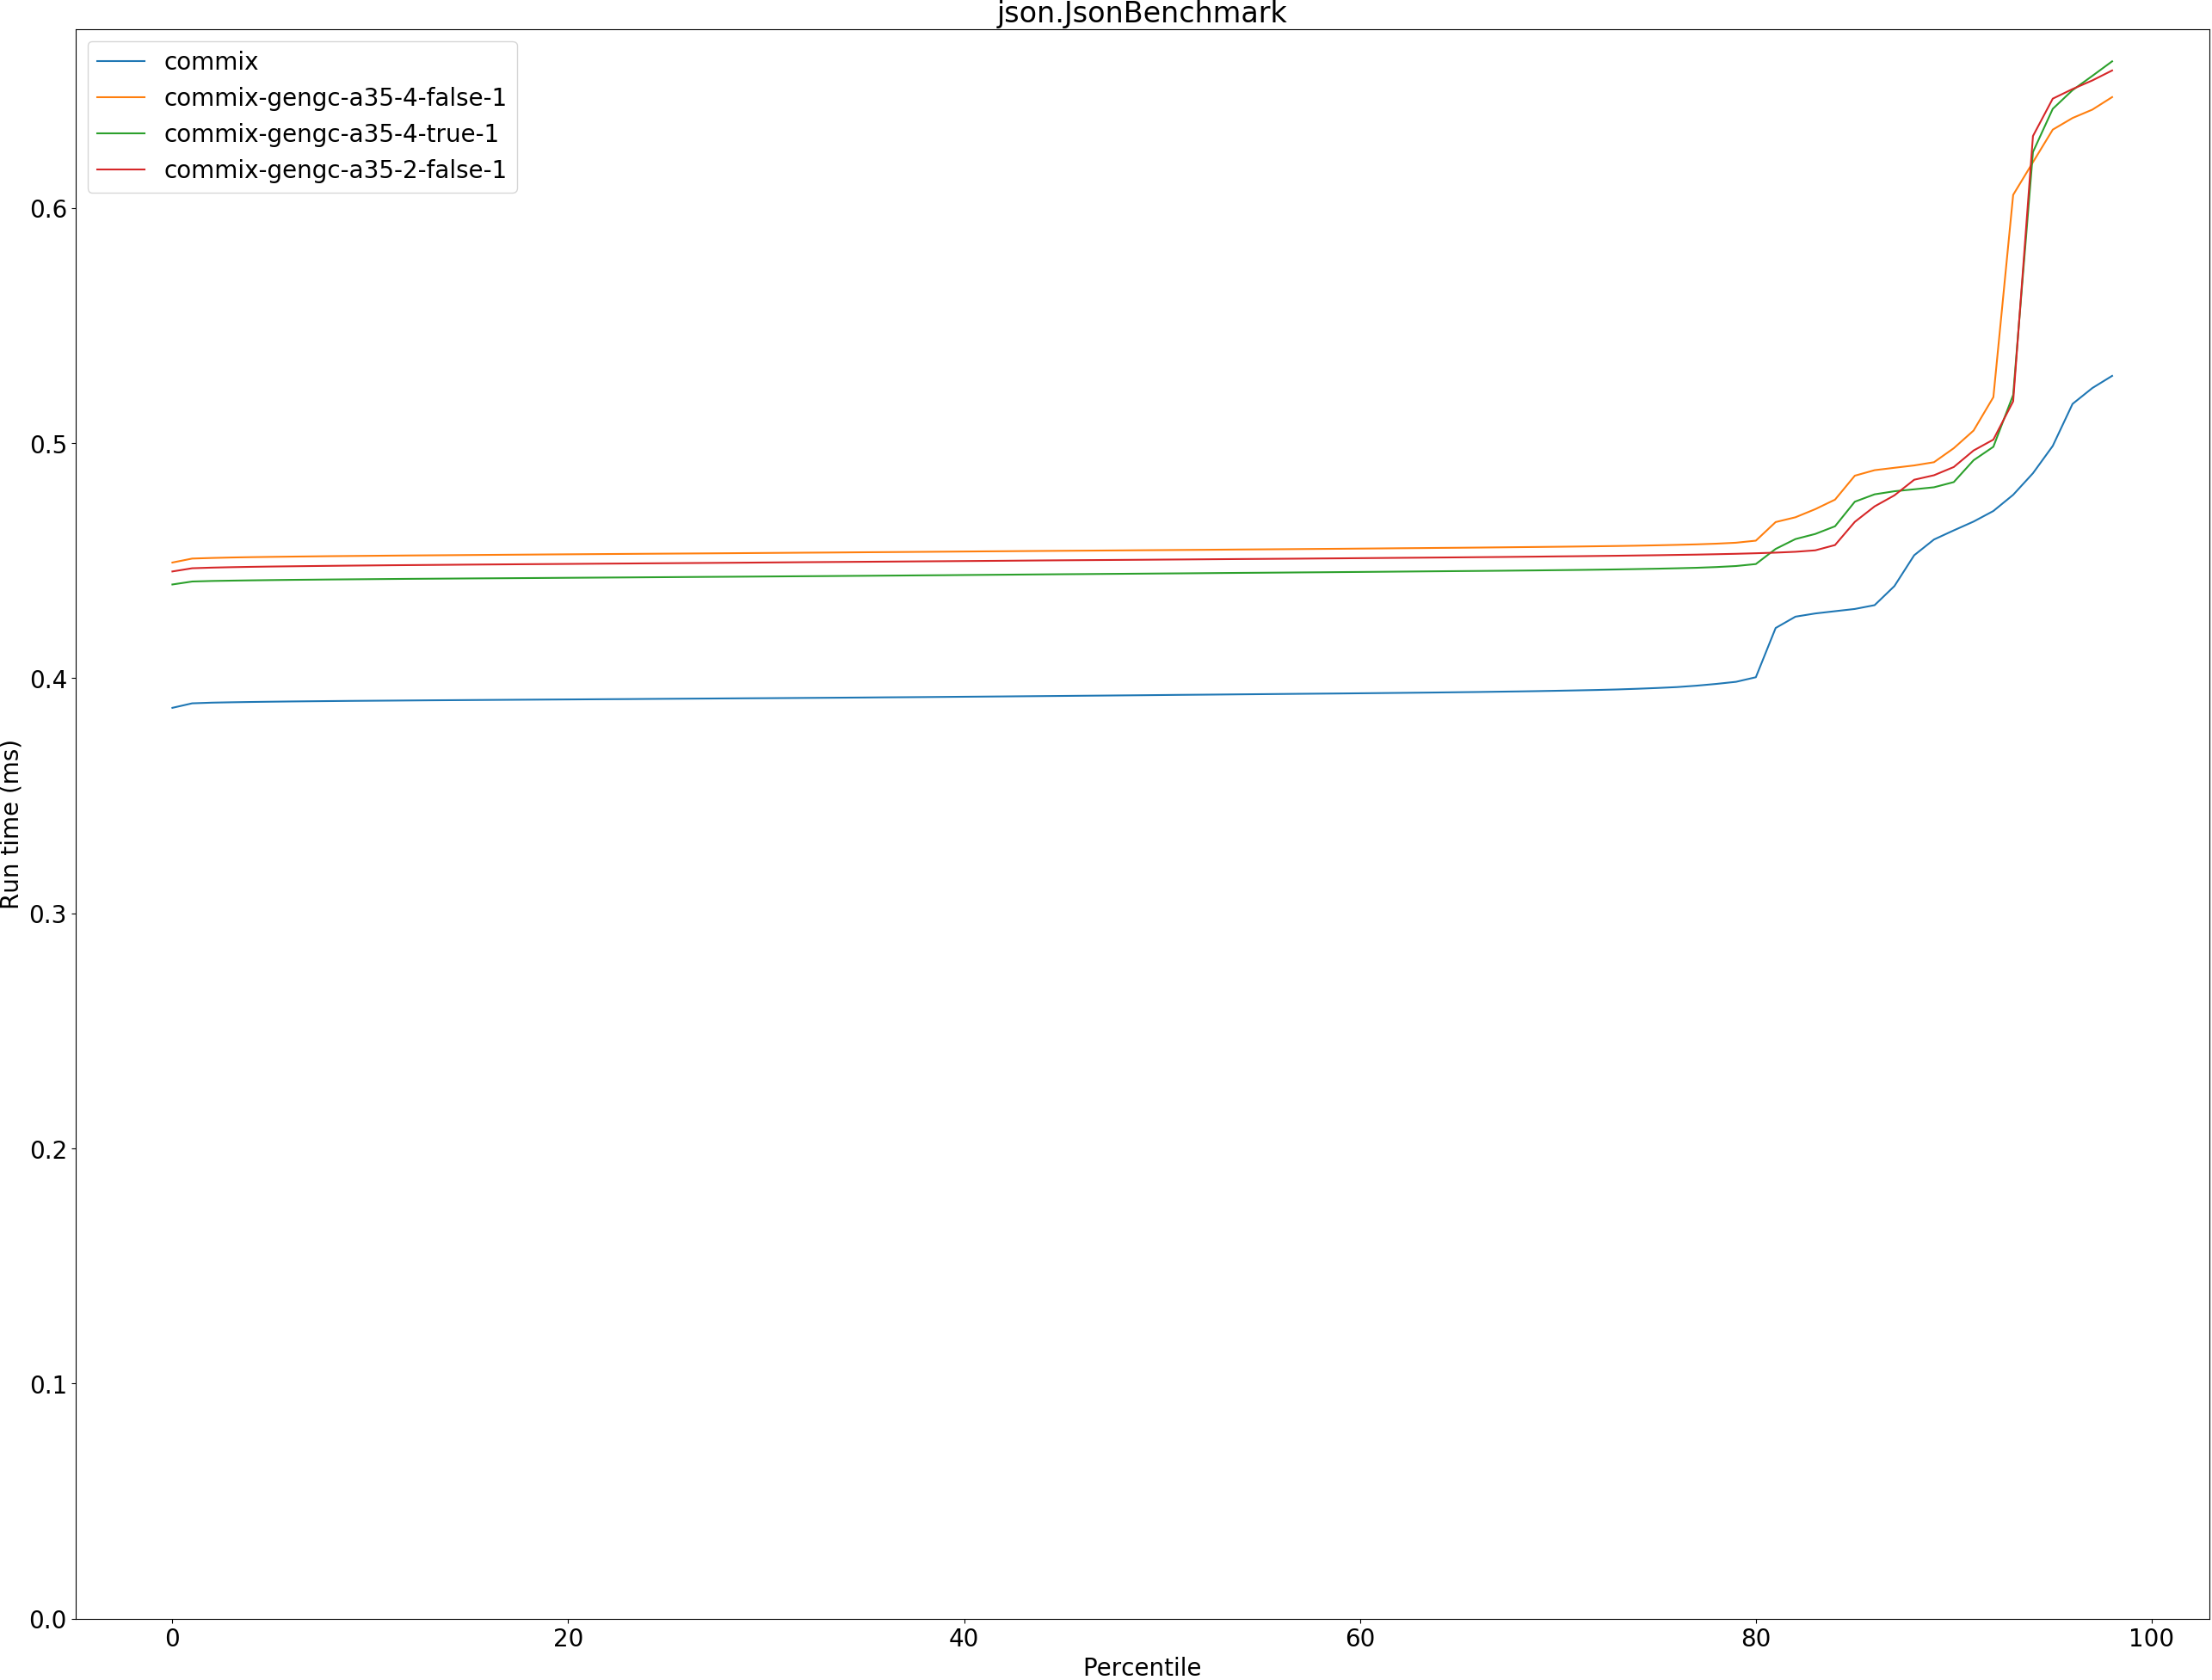 json.JsonBenchmark
commix
commix-gengc-a35-4-false-1
commix-gengc-a35-4-true-1
commix-gengc-a35-2-false-1
Run time (ms)
0.6
0.5
0.4
0.3
0.2
0.1
0.0
0 20 40 60 80 100
Percentile